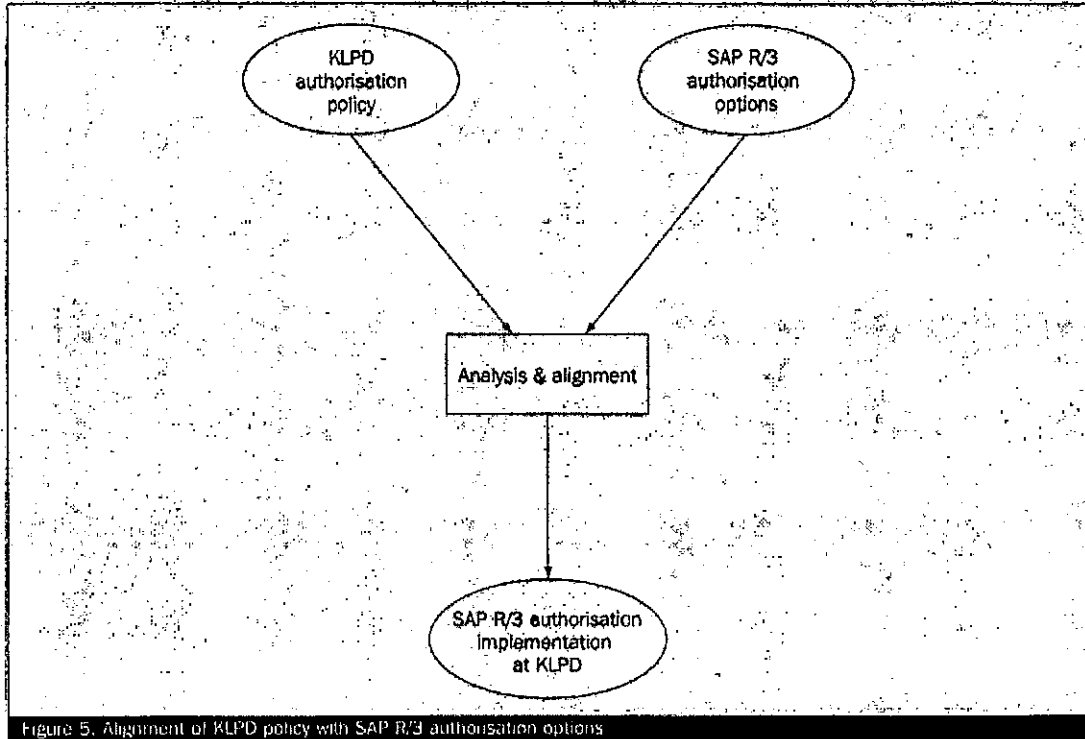 KLPD
authorisation
policy
SAP R/3
authorisation
options
Analysis & alignment
SAP R/3 authorisation
implementation
at KLPD
Figure 5. Alignment of KLPD policy with SAP R/3 authorisation options